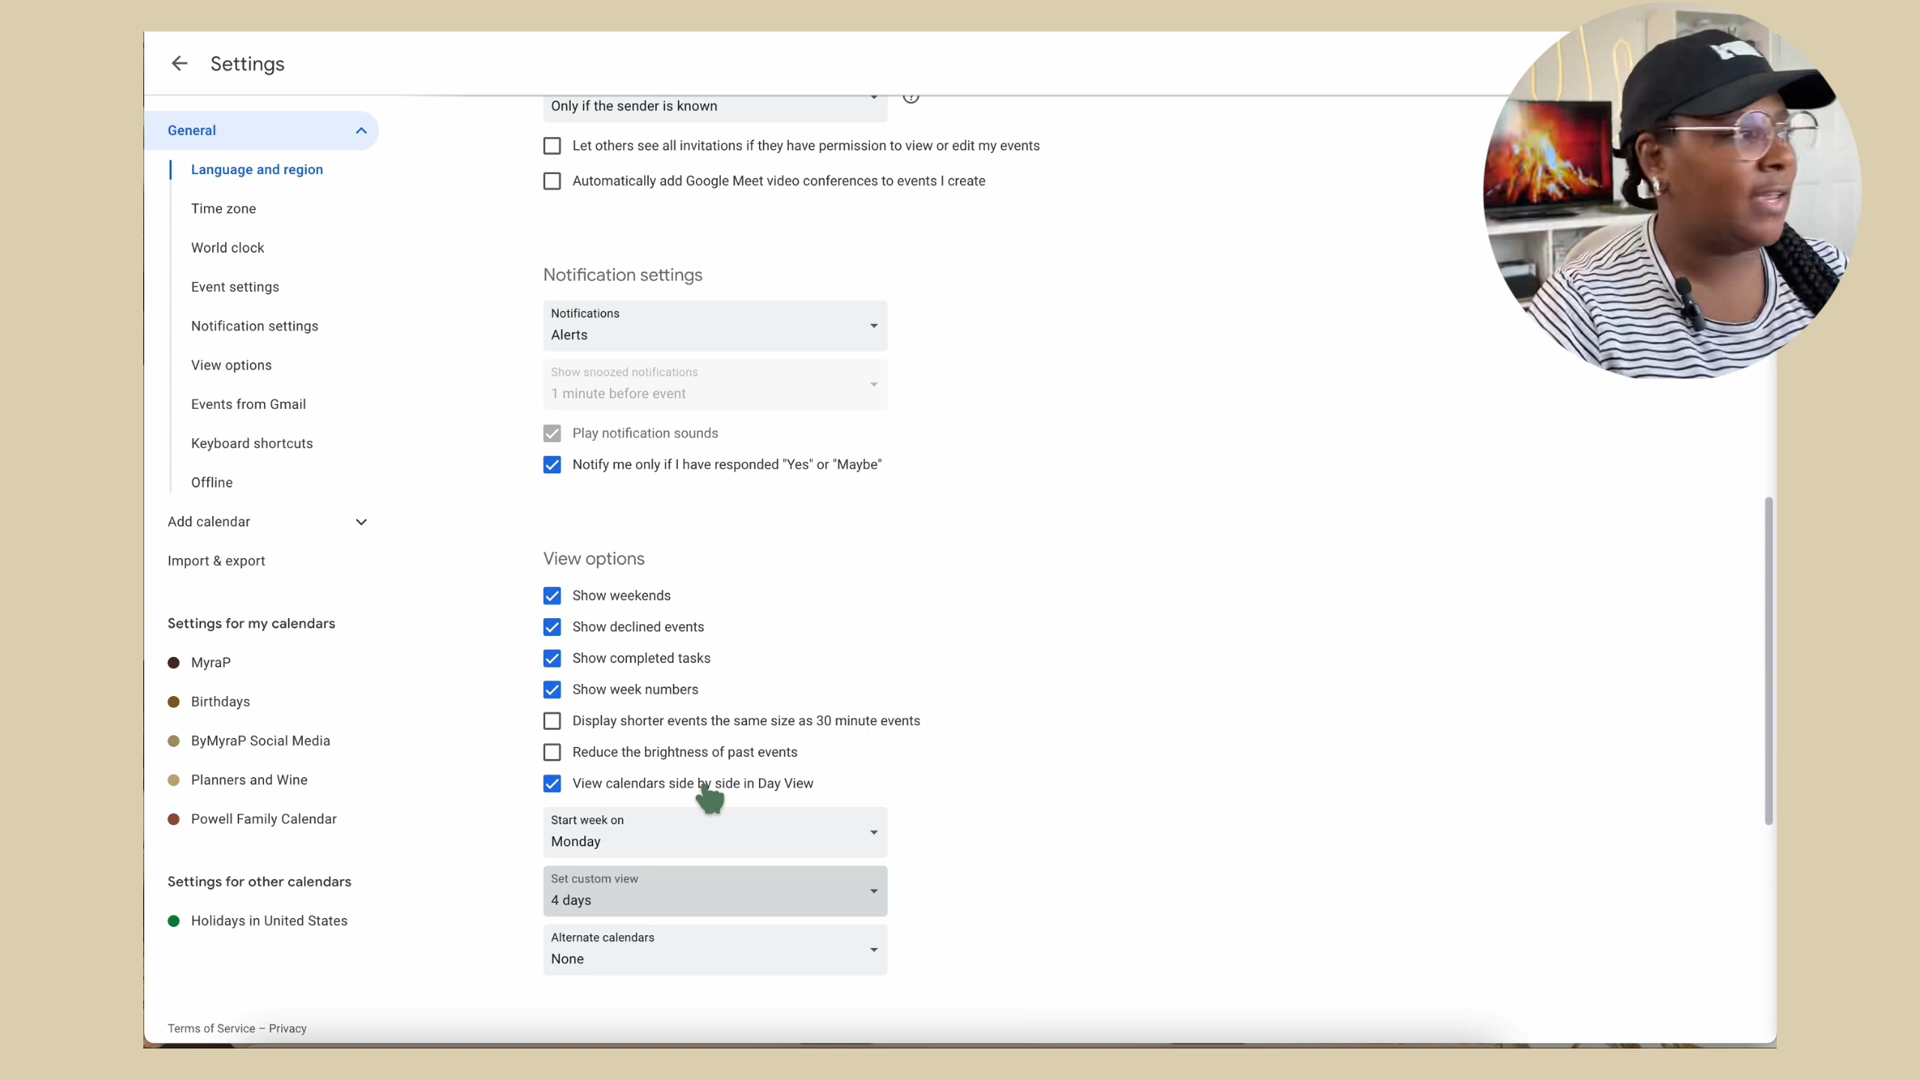 Settings
General
Language and region
Time zone
World clock
Event settings
Notification settings
View options
Events from Gmail
Keyboard shortcuts
Offline
Add calendar
Import & export
Settings for my calendars
MyraP
Birthdays
ByMyraP Social Media
Planners and Wine
Powell Family Calendar
Settings for other calendars
Holidays in United States
Terms of Service – Privacy
Only if the sender is known
Let others see all invitations if they have permission to view or edit my events
Automatically add Google Meet video conferences to events I create
Notification settings
Notifications
Alerts
Show snoozed notifications
1 minute before event
Play notification sounds
Notify me only if I have responded "Yes" or "Maybe"
View options
Show weekends
Show declined events
Show completed tasks
Show week numbers
Display shorter events the same size as 30 minute events
Reduce the brightness of past events
View calendars side by side in Day View
Start week on
Monday
Set custom view
4 days
Alternate calendars
None